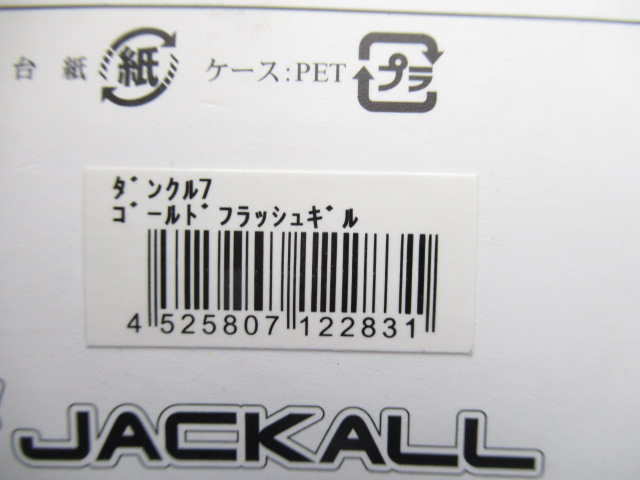 台 紙 紙 ケース:PET プラ
ﾀﾞﾝｸﾙ7
ｺﾞｰﾙﾄﾞﾌﾗｯｼｭｷﾞﾙ
4 525807 122831
JACKALL